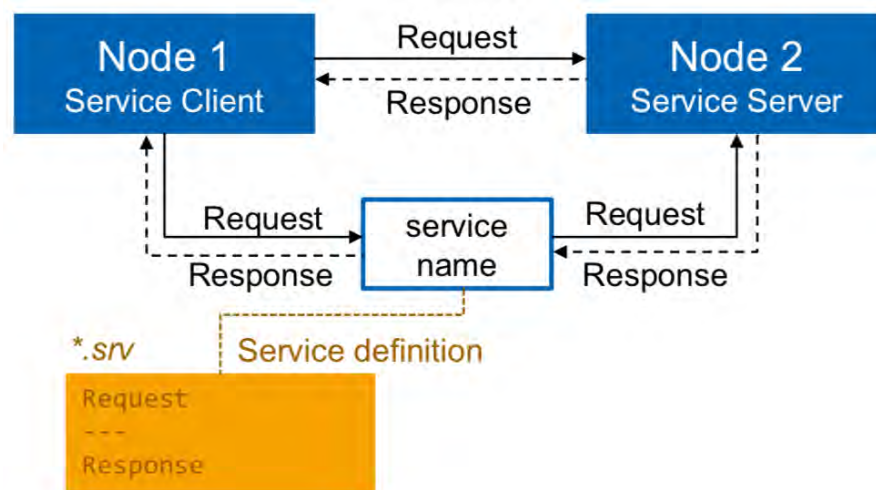 Node 1
Service Client
Request
Response
Node 2
Service Server
Request
Response
service
name
Request
Response
*.srv
Service definition
Request
---
Response